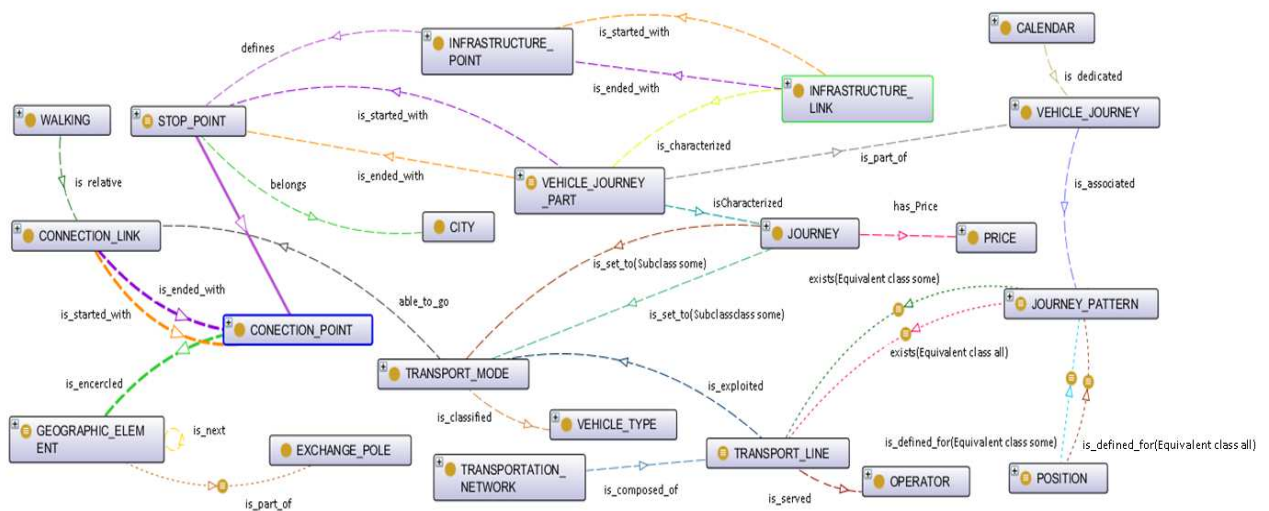 CALENDAR
is_started_with
INFRASTRUCTURE_
POINT
defines
is_dedicated
is_ended_with
INFRASTRUCTURE_
LINK
WALKING
STOP_POINT
VEHICLE_JOURNEY
is_started_with
is_characterized
is_part_of
is_ended_with
is_relative
belongs
VEHICLE_JOURNEY
_PART
is_associated
isCharacterized
has_Price
CITY
CONNECTION_LINK
JOURNEY
PRICE
is_ended_with
is_set_to(Subclass some)
exists(Equivalent class some)
able_to_go
JOURNEY_PATTERN
is_started_with
CONECTION_POINT
is_set_to(Subclassclass some)
exists(Equivalent class all)
TRANSPORT_MODE
is_exploited
is_encercled
is_classified
VEHICLE_TYPE
GEOGRAPHIC_ELEM
ENT
is_next
EXCHANGE_POLE
is_defined_for(Equivalent class some)
is_defined_for(Equivalent class all)
TRANSPORT_LINE
TRANSPORTATION_
NETWORK
is_composed_of
is_served
OPERATOR
POSITION
is_part_of